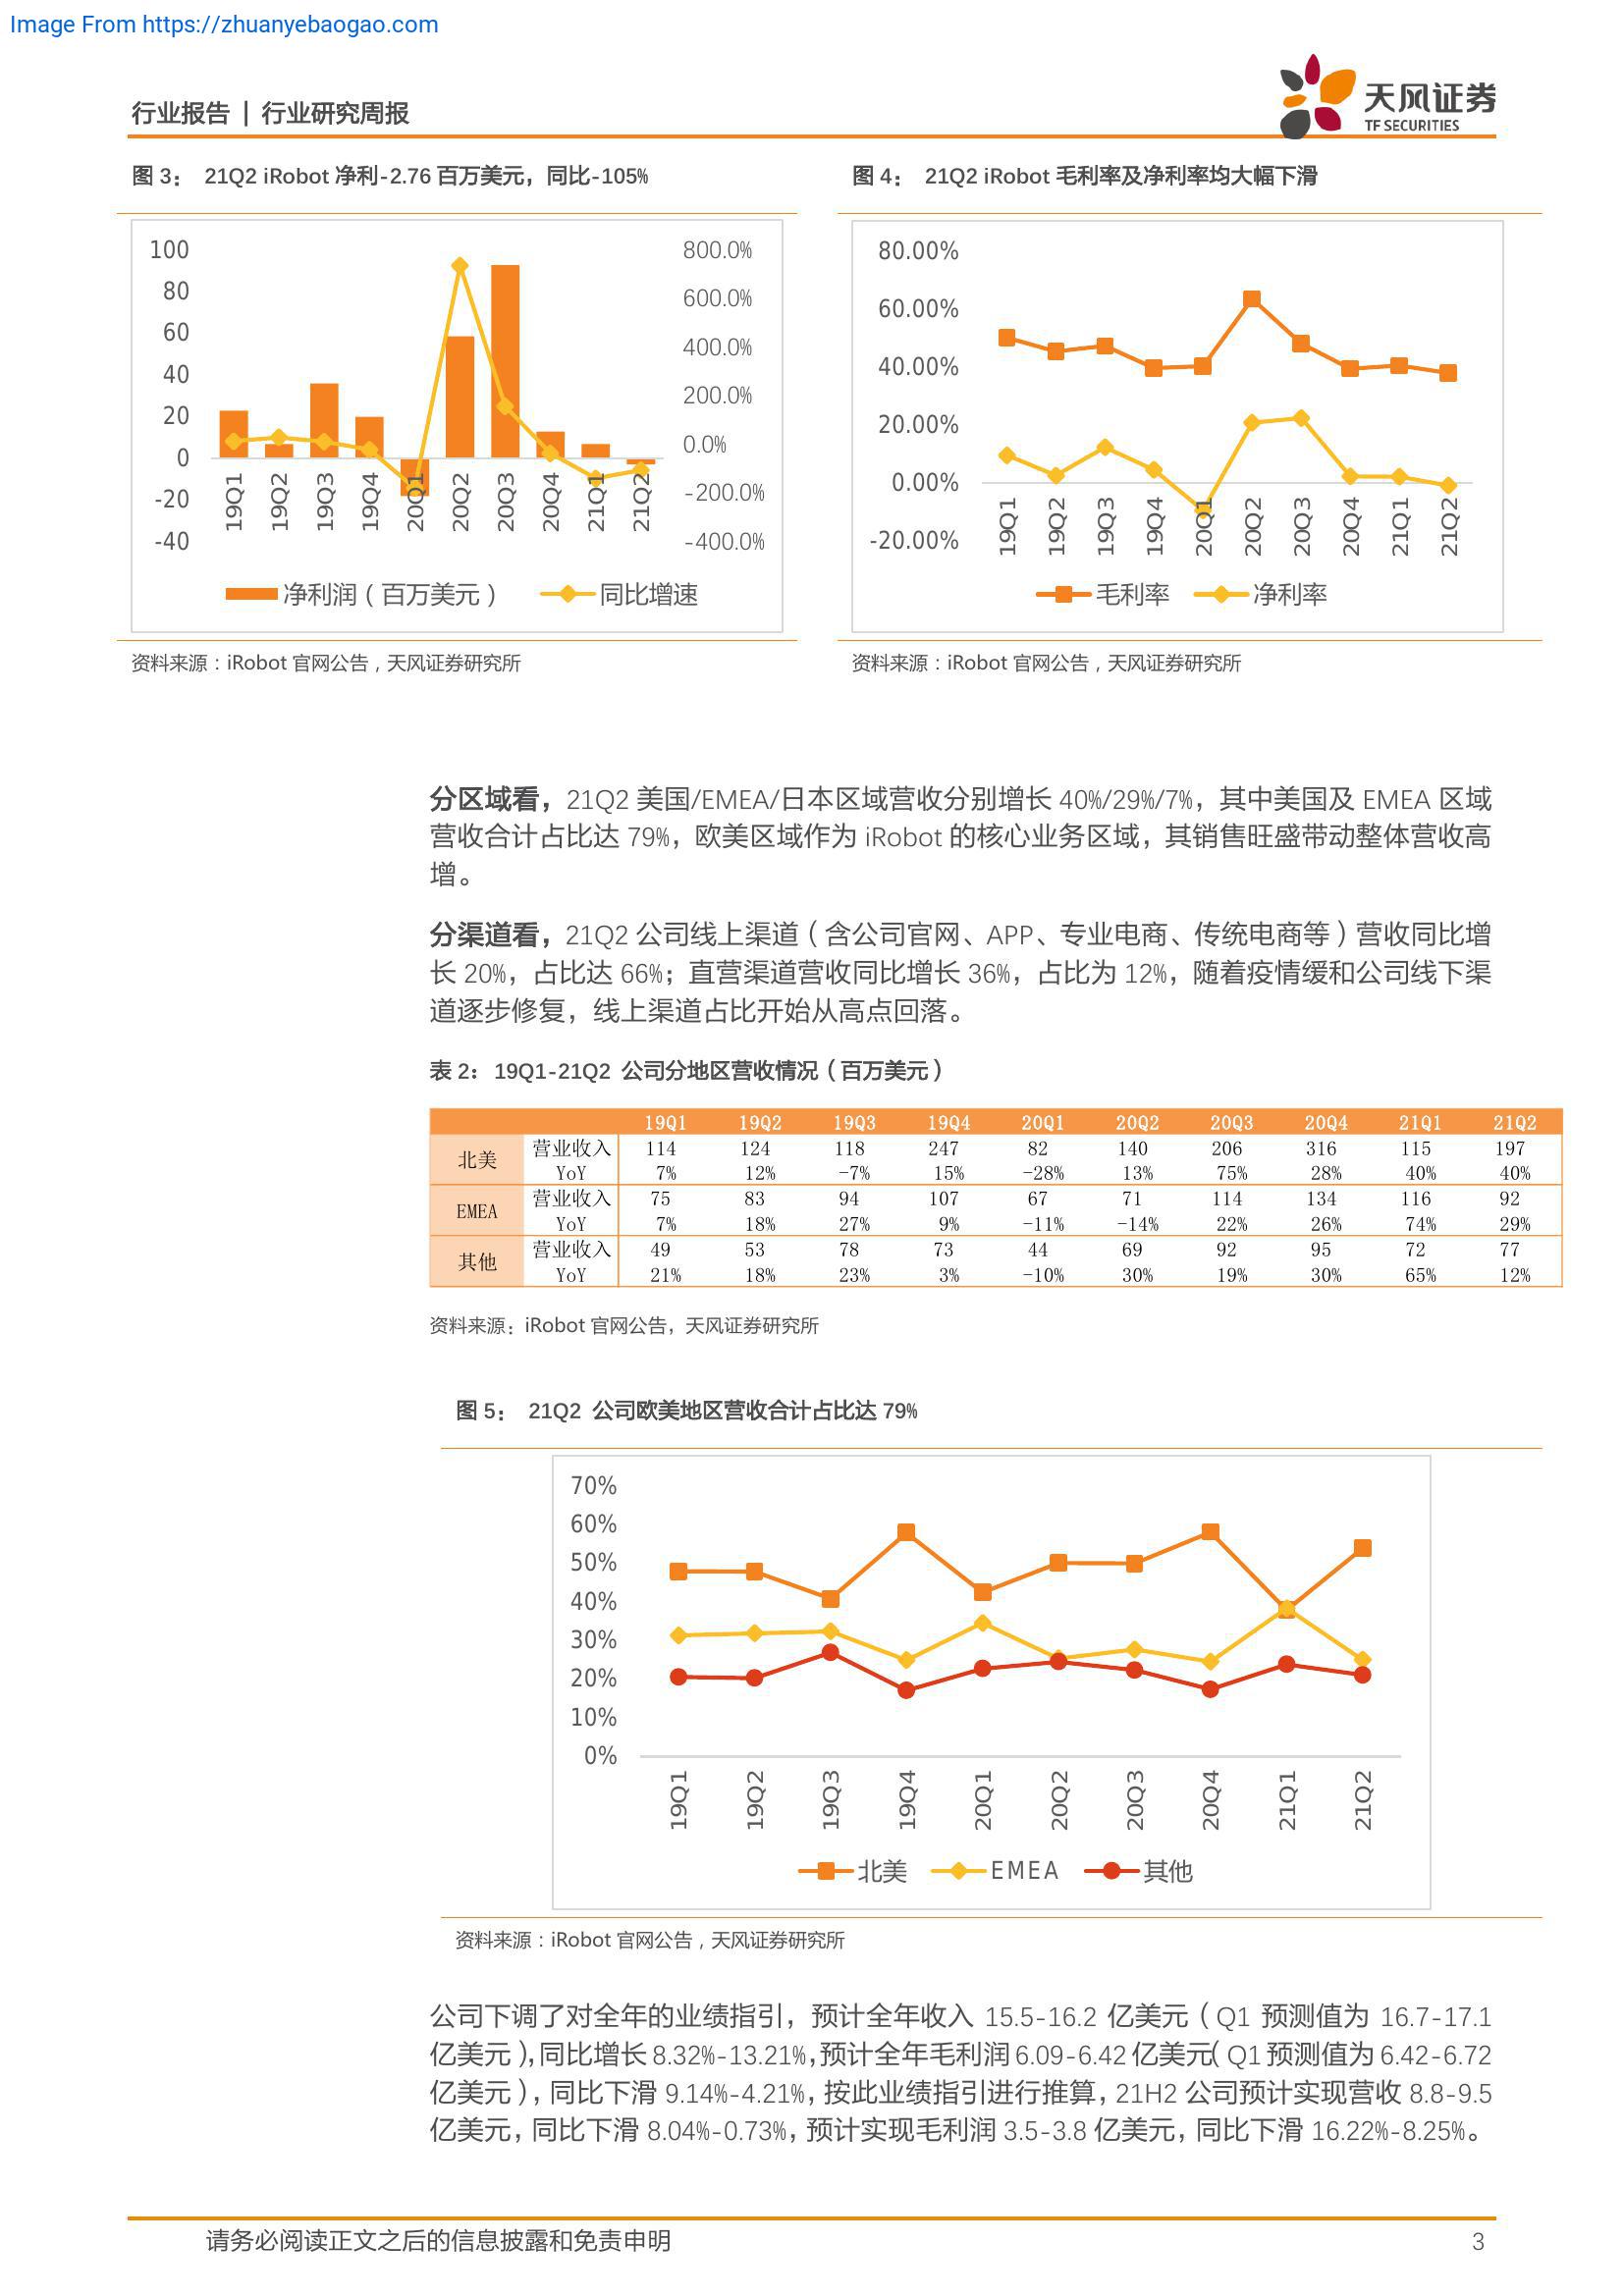 Image From https://zhuanyebaogao.com
行业报告 | 行业研究周报
天风证券
TF SECURITIES
图 3： 21Q2 iRobot 净利-2.76 百万美元，同比-105%
100
80
60
40
20
0
-20
-40
800.0%
600.0%
400.0%
200.0%
0.0%
-200.0%
-400.0%
19Q1 19Q2 19Q3 19Q4 20Q1 20Q2 20Q3 20Q4 21Q1 21Q2
净利润（百万美元） 同比增速
资料来源：iRobot 官网公告，天风证券研究所
图 4： 21Q2 iRobot 毛利率及净利率均大幅下滑
80.00%
60.00%
40.00%
20.00%
0.00%
-20.00%
19Q1 19Q2 19Q3 19Q4 20Q1 20Q2 20Q3 20Q4 21Q1 21Q2
毛利率 净利率
资料来源：iRobot 官网公告，天风证券研究所
分区域看，21Q2 美国/EMEA/日本区域营收分别增长 40%/29%/7%，其中美国及 EMEA 区域
营收合计占比达 79%，欧美区域作为 iRobot 的核心业务区域，其销售旺盛带动整体营收高
增。
分渠道看，21Q2 公司线上渠道（含公司官网、APP、专业电商、传统电商等）营收同比增
长 20%，占比达 66%；直营渠道营收同比增长 36%，占比为 12%，随着疫情缓和公司线下渠
道逐步修复，线上渠道占比开始从高点回落。
表 2：19Q1-21Q2 公司分地区营收情况（百万美元）
19Q1 19Q2 19Q3 19Q4 20Q1 20Q2 20Q3 20Q4 21Q1 21Q2
北美 营业收入 114 124 118 247 82 140 206 316 115 197
YoY 7% 12% -7% 15% -28% 13% 75% 28% 40% 40%
EMEA 营业收入 75 83 94 107 67 71 114 134 116 92
YoY 7% 18% 27% 9% -11% -14% 22% 26% 74% 29%
其他 营业收入 49 53 78 73 44 69 92 95 72 77
YoY 21% 18% 23% 3% -10% 30% 19% 30% 65% 12%
资料来源：iRobot 官网公告，天风证券研究所
图 5： 21Q2 公司欧美地区营收合计占比达 79%
70%
60%
50%
40%
30%
20%
10%
0%
19Q1 19Q2 19Q3 19Q4 20Q1 20Q2 20Q3 20Q4 21Q1 21Q2
北美 EMEA 其他
资料来源：iRobot 官网公告，天风证券研究所
公司下调了对全年的业绩指引，预计全年收入 15.5-16.2 亿美元（Q1 预测值为 16.7-17.1
亿美元），同比增长 8.32%-13.21%，预计全年毛利润 6.09-6.42 亿美元（Q1 预测值为 6.42-6.72
亿美元），同比下滑 9.14%-4.21%，按此业绩指引进行推算，21H2 公司预计实现营收 8.8-9.5
亿美元，同比下滑 8.04%-0.73%，预计实现毛利润 3.5-3.8 亿美元，同比下滑 16.22%-8.25%。
请务必阅读正文之后的信息披露和免责申明
3